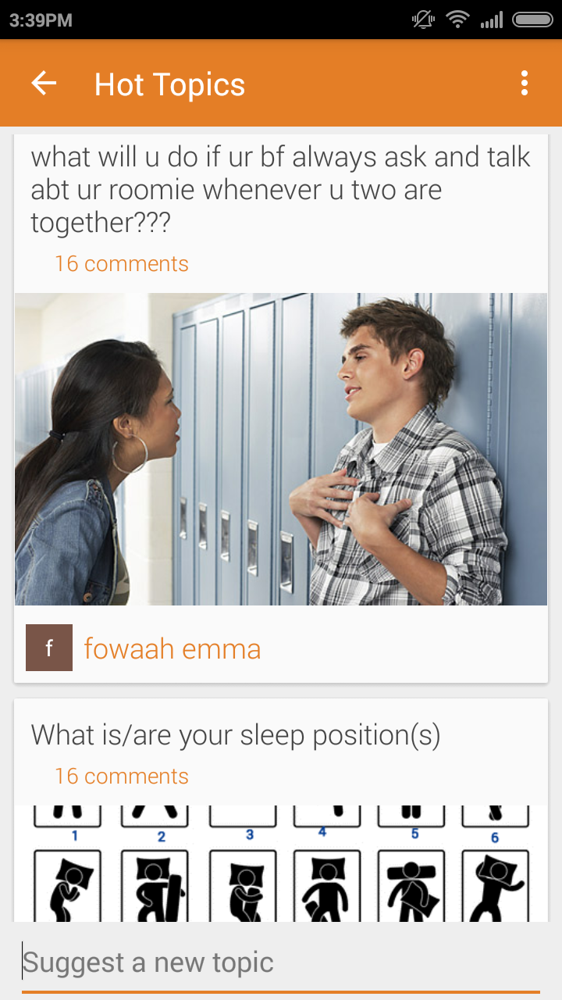 3:39PM
Hot Topics
what will u do if ur bf always ask and talk
abt ur roomie whenever u two are
together???
16 comments
f
fowaah emma
What is/are your sleep position(s)
16 comments
1 2 3 4 5 6
Suggest a new topic